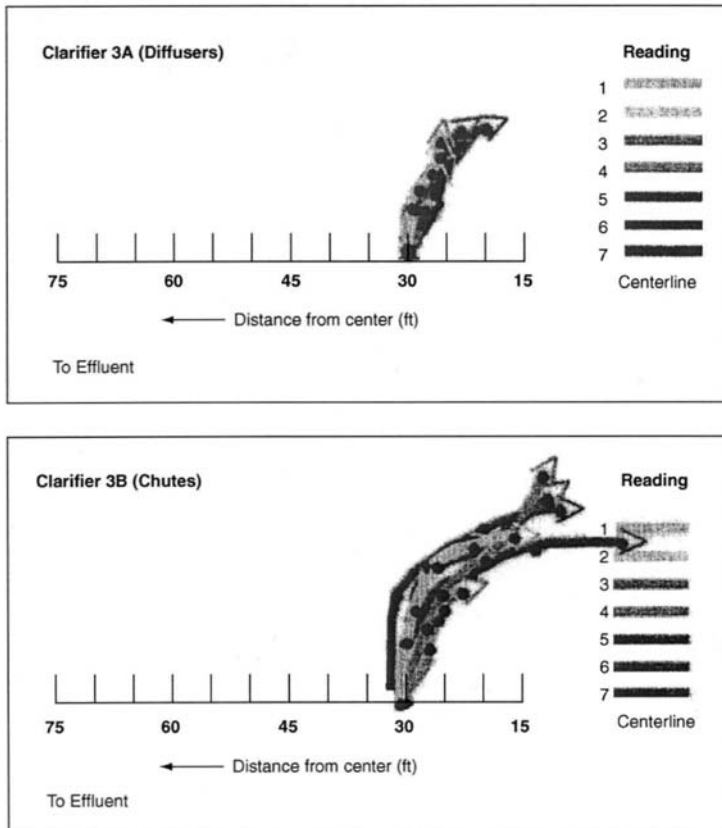 Clarifier 3A (Diffusers)
Reading
1
2
3
4
5
6
7
Centerline
75 60 45 30 15
Distance from center (ft)
To Effluent
Clarifier 3B (Chutes)
Reading
1
2
3
4
5
6
7
Centerline
75 60 45 30 15
Distance from center (ft)
To Effluent